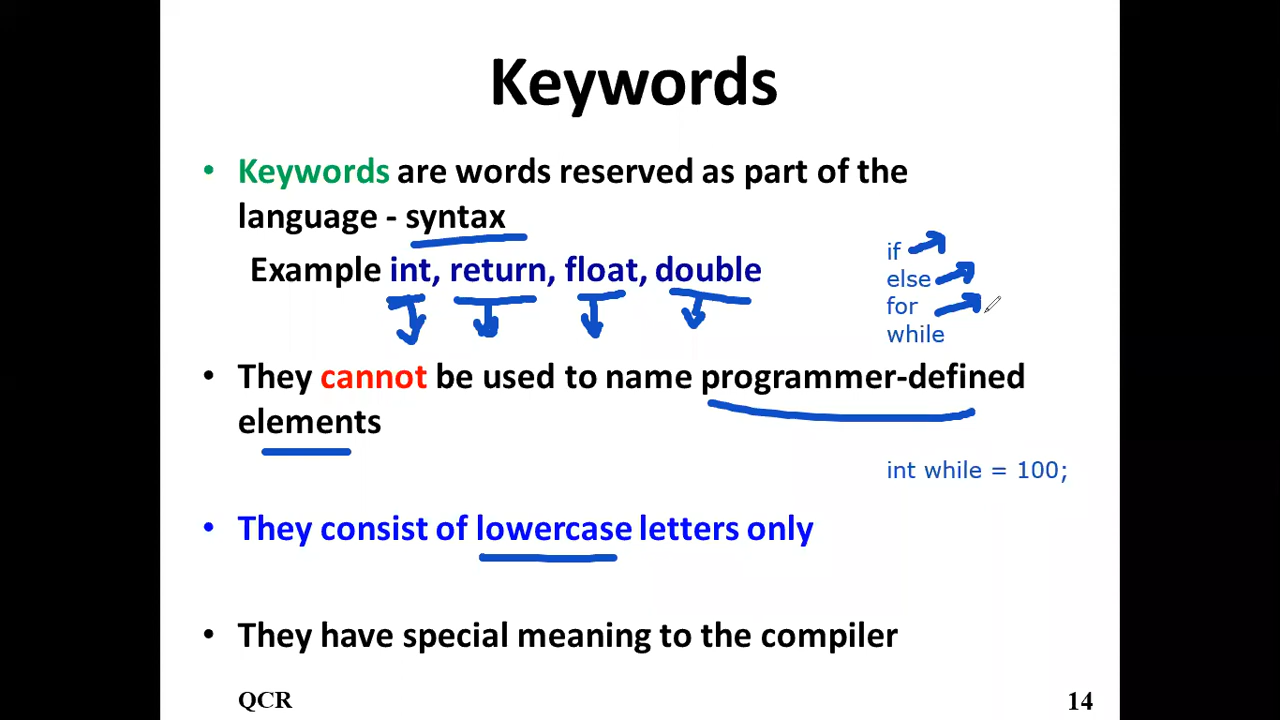 Keywords
• Keywords are words reserved as part of the
language - syntax
Example int, return, float, double
if
else
for
while
• They cannot be used to name programmer-defined
elements
int while = 100;
• They consist of lowercase letters only
• They have special meaning to the compiler
QCR
14